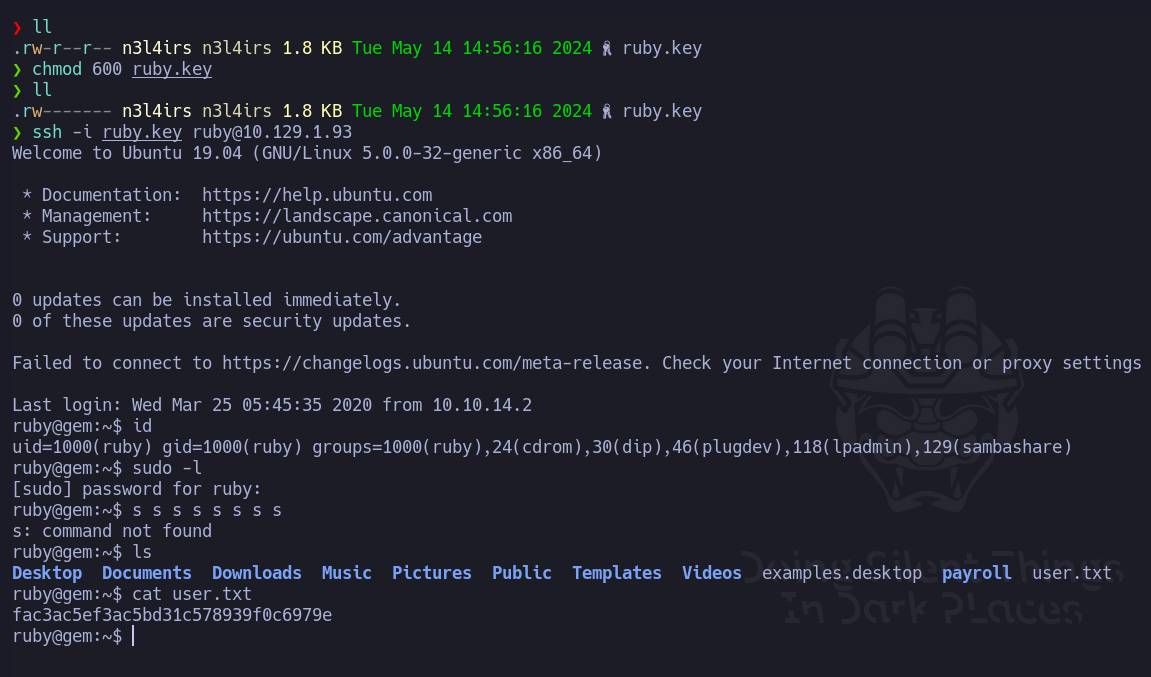 ❯ ll
.rw-r--r-- n3l4irs n3l4irs 1.8 KB Tue May 14 14:56:16 2024 ruby.key
❯ chmod 600 ruby.key
❯ ll
.rw------- n3l4irs n3l4irs 1.8 KB Tue May 14 14:56:16 2024 ruby.key
❯ ssh -i ruby.key ruby@10.129.1.93
Welcome to Ubuntu 19.04 (GNU/Linux 5.0.0-32-generic x86_64)
* Documentation:  https://help.ubuntu.com
* Management:     https://landscape.canonical.com
* Support:        https://ubuntu.com/advantage
0 updates can be installed immediately.
0 of these updates are security updates.
Failed to connect to https://changelogs.ubuntu.com/meta-release. Check your Internet connection or proxy settings
Last login: Wed Mar 25 05:45:35 2020 from 10.10.14.2
ruby@gem:~$ id
uid=1000(ruby) gid=1000(ruby) groups=1000(ruby),24(cdrom),30(dip),46(plugdev),118(lpadmin),129(sambashare)
ruby@gem:~$ sudo -l
[sudo] password for ruby:
ruby@gem:~$ s s s s s s s s
s: command not found
ruby@gem:~$ ls
Desktop  Documents  Downloads  Music  Pictures  Public  Templates  Videos  examples.desktop  payroll  user.txt
ruby@gem:~$ cat user.txt
fac3ac5ef3ac5bd31c578939f0c6979e
ruby@gem:~$
Doing Silent Things
In Dark Places